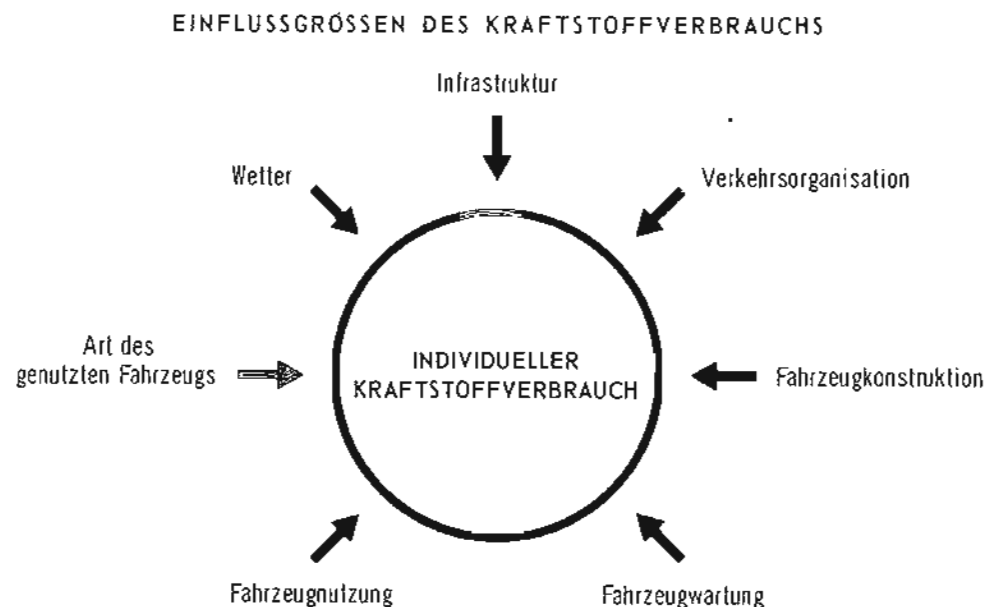 EINFLUSSGRÖSSEN DES KRAFTSTOFFVERBRAUCHS
Infrastruktur
Wetter
Verkehrsorganisation
Art des
genutzten Fahrzeugs
INDIVIDUELLER
KRAFTSTOFFVERBRAUCH
Fahrzeugkonstruktion
Fahrzeugnutzung
Fahrzeugwartung